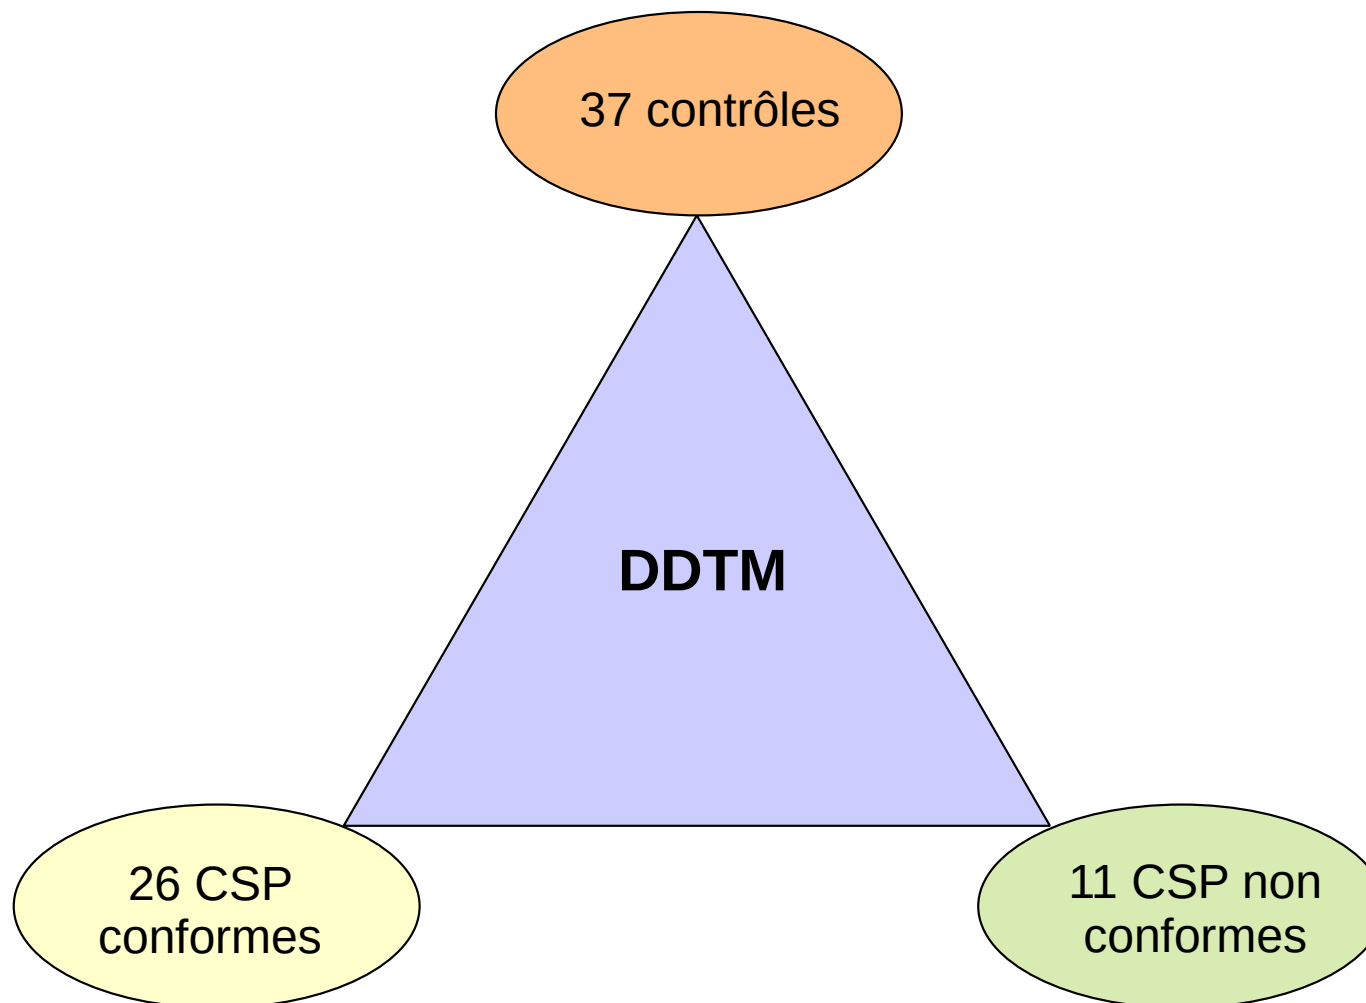 37 contrôles
DDTM
26 CSP
conformes
11 CSP non
conformes